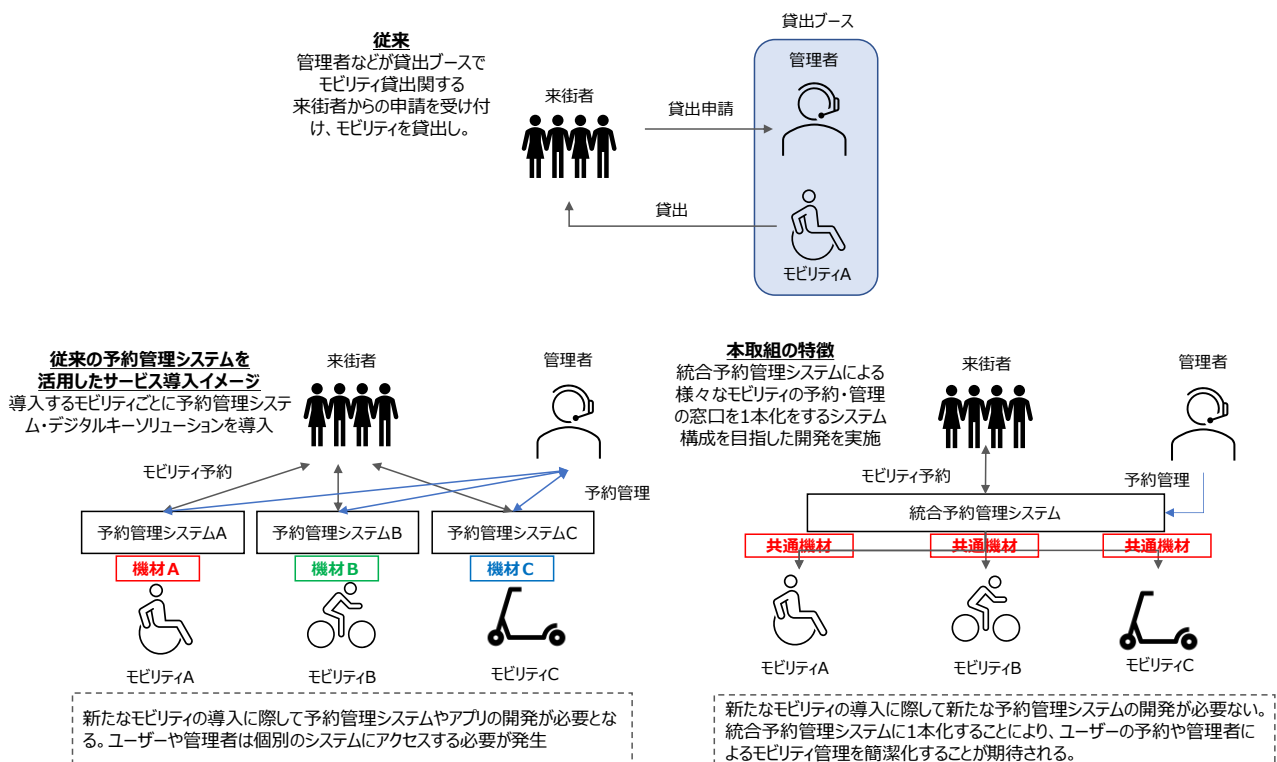 貸出ブース
従来
管理者などが貸出ブースで
モビリティ貸出関する
来街者からの申請を受け付
け、モビリティを貸出し。
来街者
管理者
貸出申請
貸出
モビリティA
従来の予約管理システムを
活用したサービス導入イメージ
導入するモビリティごとに予約管理システ
ム・デジタルキーソリューションを導入
来街者
管理者
モビリティ予約
予約管理
予約管理システムA
予約管理システムB
予約管理システムC
機材A
機材B
機材C
モビリティA
モビリティB
モビリティC
新たなモビリティの導入に際して予約管理システムやアプリの開発が必要とな
る。ユーザーや管理者は個別のシステムにアクセスする必要が発生
本取組の特徴
統合予約管理システムによる
様々なモビリティの予約・管理
の窓口を1本化をするシステム
構成を目指した開発を実施
来街者
管理者
モビリティ予約
予約管理
統合予約管理システム
共通機材
共通機材
共通機材
モビリティA
モビリティB
モビリティC
新たなモビリティの導入に際して新たな予約管理システムの開発が必要ない。
統合予約管理システムに1本化することにより、ユーザーの予約や管理者に
よるモビリティ管理を簡潔化することが期待される。